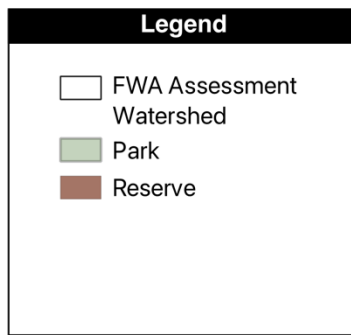 Legend
FWA Assessment
Watershed
Park
Reserve